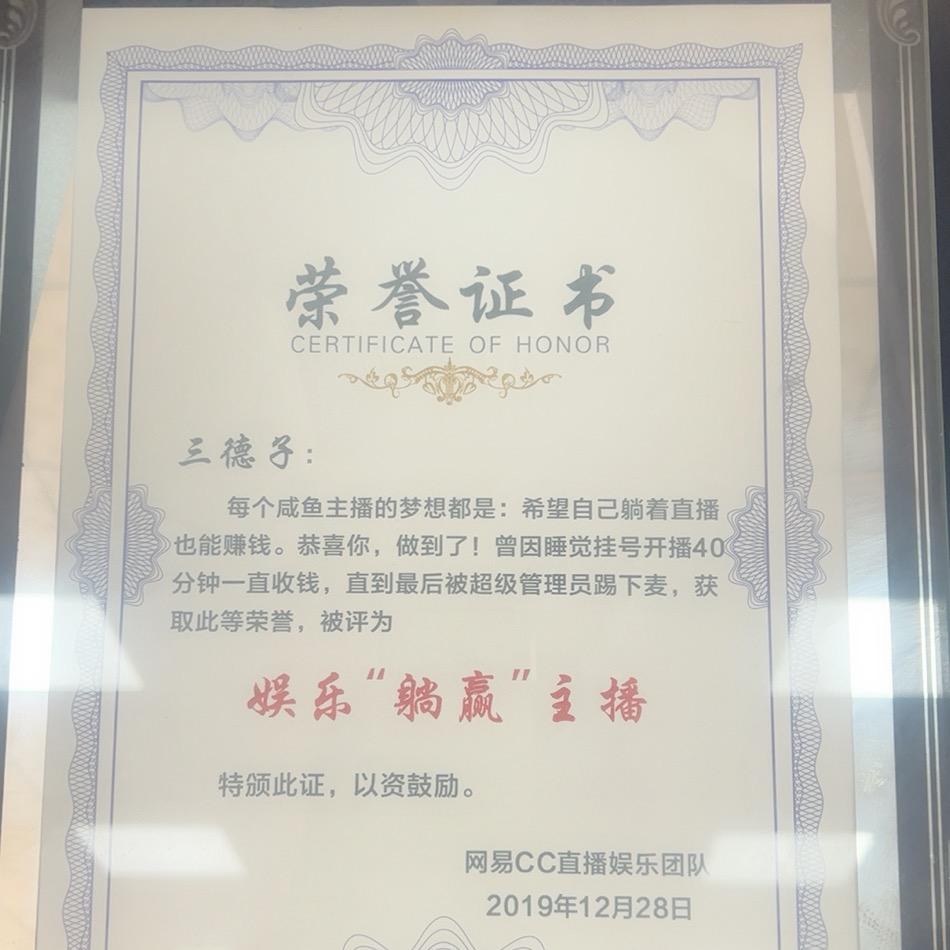 荣誉证书
CERTIFICATE OF HONOR
三德子：
每个咸鱼主播的梦想都是：希望自己躺着直播
也能赚钱。恭喜你，做到了！曾因睡觉挂号开播40
分钟一直收钱，直到最后被超级管理员踢下麦，获
取此等荣誉，被评为
娱乐“躺赢”主播
特颁此证，以资鼓励。
网易CC直播娱乐团队
2019年12月28日